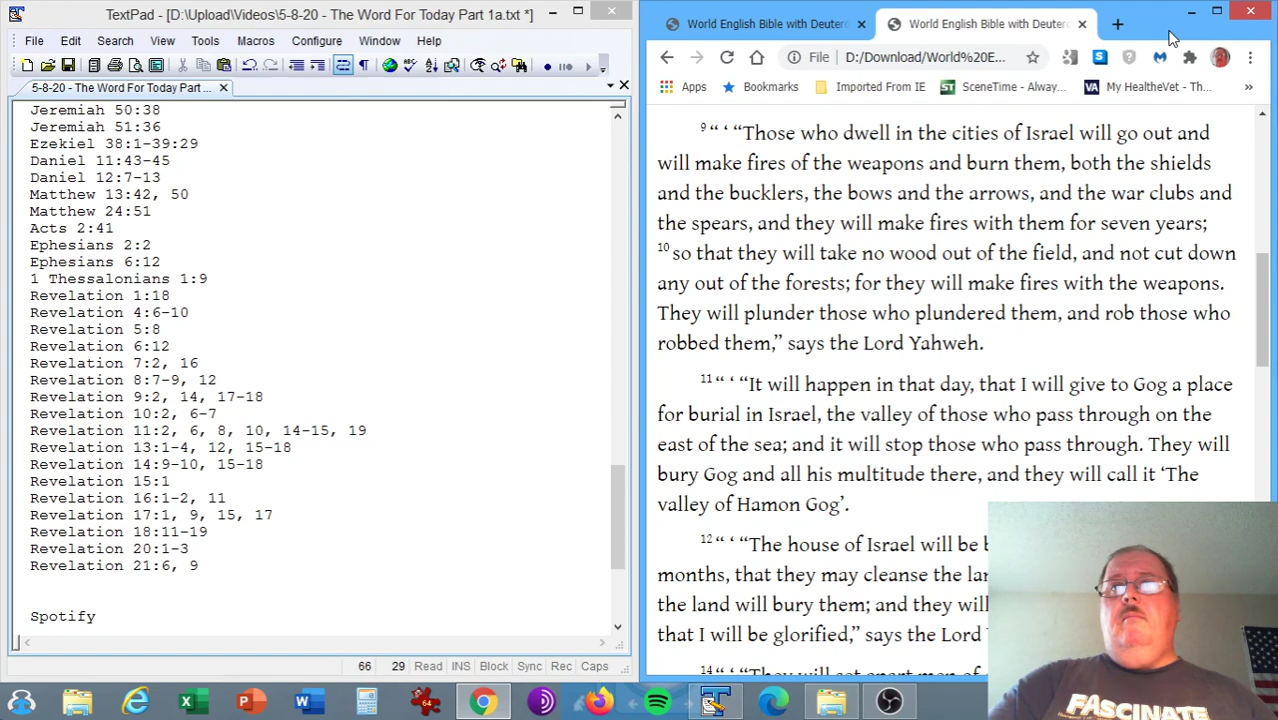 TextPad - [D:\Upload\Videos\5-8-20 - The Word For Today Part 1a.txt *]
File Edit Search View Tools Macros Configure Window Help
5-8-20 - The Word For Today Part ...
Jeremiah 50:38
Jeremiah 51:36
Ezekiel 38:1-39:29
Daniel 11:43-45
Daniel 12:7-13
Matthew 13:42, 50
Matthew 24:51
Acts 2:41
Ephesians 2:2
Ephesians 6:12
1 Thessalonians 1:9
Revelation 1:18
Revelation 4:6-10
Revelation 5:8
Revelation 6:12
Revelation 7:2, 16
Revelation 8:7-9, 12
Revelation 9:2, 14, 17-18
Revelation 10:2, 6-7
Revelation 11:2, 6, 8, 10, 14-15, 19
Revelation 13:1-4, 12, 15-18
Revelation 14:9-10, 15-18
Revelation 15:1
Revelation 16:1-2, 11
Revelation 17:1, 9, 15, 17
Revelation 18:11-19
Revelation 20:1-3
Revelation 21:6, 9
Spotify
66 29 Read INS Block Sync Rec Caps
World English Bible with Deutero
World English Bible with Deutero
File D:/Download/World%20E...
Apps Bookmarks Imported From IE ST SceneTime - Alway... VA My HealtheVet - Th... »
9 “ ‘ “Those who dwell in the cities of Israel will go out and
will make fires of the weapons and burn them, both the shields
and the bucklers, the bows and the arrows, and the war clubs and
the spears, and they will make fires with them for seven years;
10 so that they will take no wood out of the field, and not cut down
any out of the forests; for they will make fires with the weapons.
They will plunder those who plundered them, and rob those who
robbed them,” says the Lord Yahweh.
11 “ ‘ “It will happen in that day, that I will give to Gog a place
for burial in Israel, the valley of those who pass through on the
east of the sea; and it will stop those who pass through. They will
bury Gog and all his multitude there, and they will call it ‘The
valley of Hamon Gog’.
12 “ ‘ “The house of Israel will be b
months, that they may cleanse the lan
the land will bury them; and they wil
that I will be glorified,” says the Lord
14 “ ‘ “They will set apart men of
FASCINATE
64